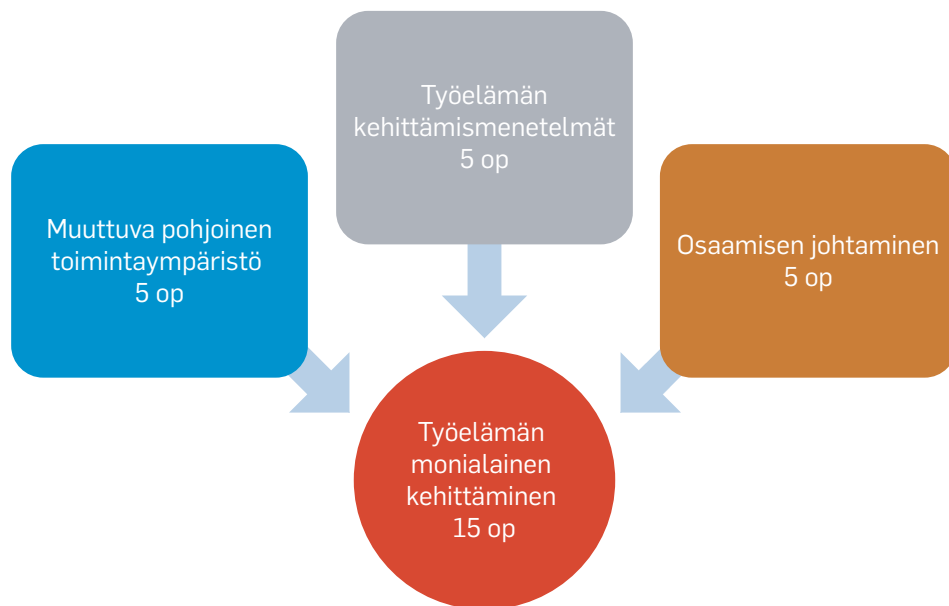 Työelämän
kehittämismenetelmät
5 op
Muuttuva pohjoinen
toimintaympäristö
5 op
Osaamisen johtaminen
5 op
Työelämän
monialainen
kehittäminen
15 op